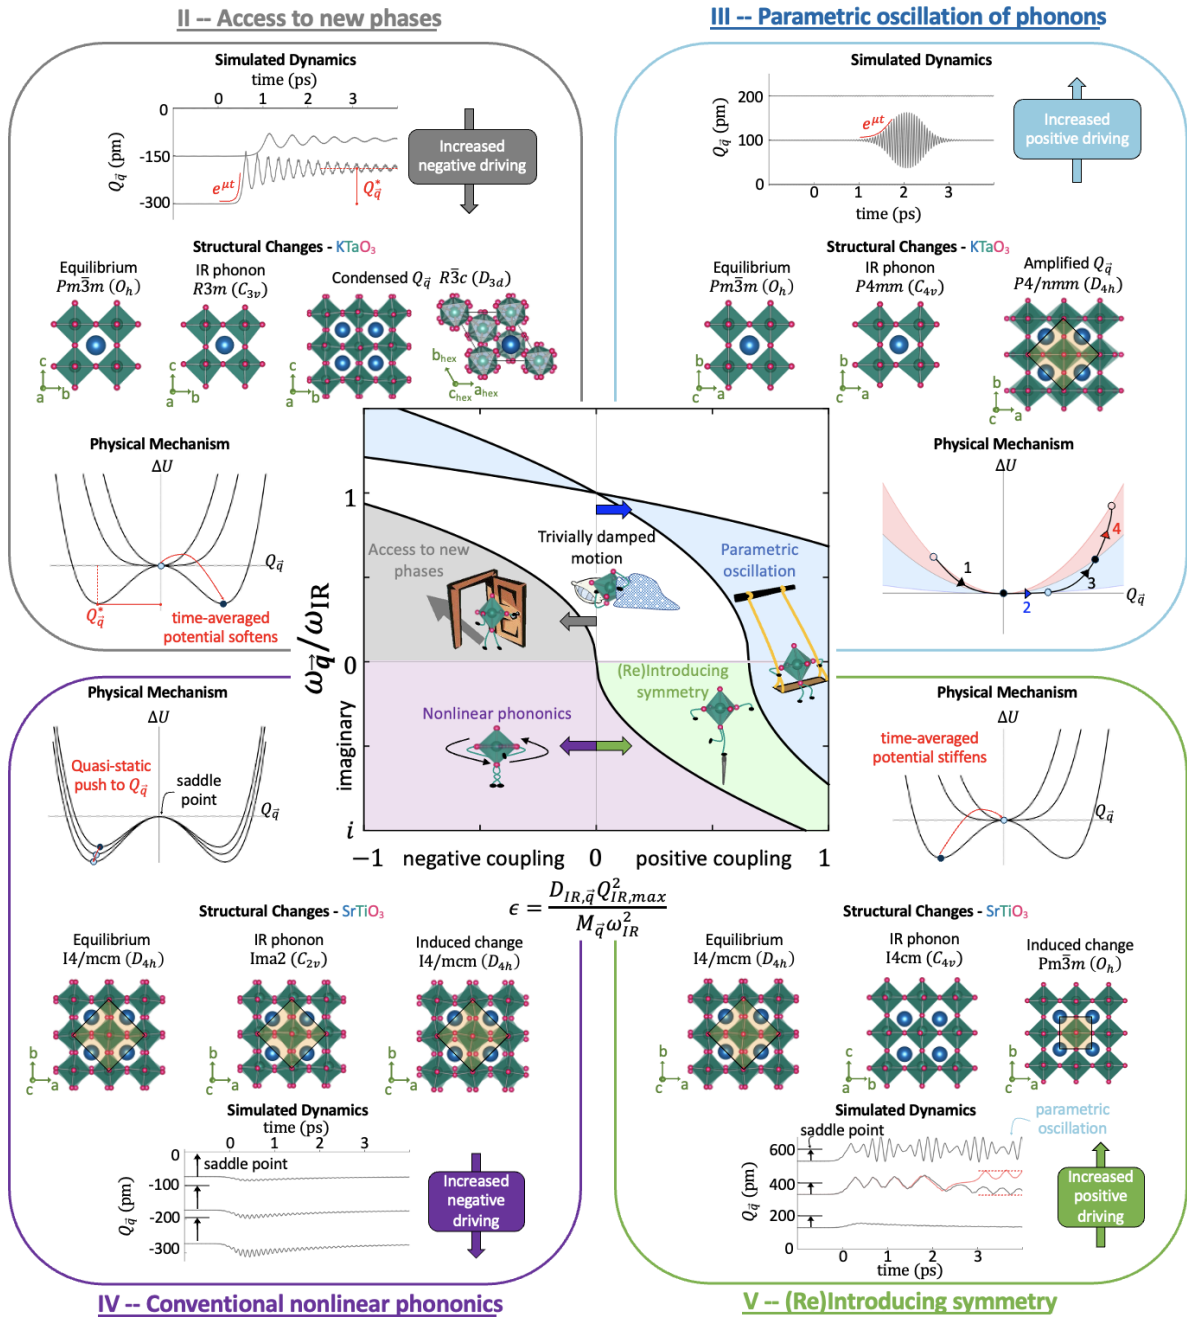 II -- Access to new phases
Simulated Dynamics
time (ps)
0 1 2 3
0
-150
-300
Q_q⃗ (pm)
e^μt
Q*_q⃗
Increased
negative driving
Structural Changes - KTaO₃
Equilibrium
Pm3̅m (O_h)
IR phonon
R3m (C₃ᵥ)
Condensed Q_q⃗ R3̅c (D_3d)
c
a b
c
a b
c
a b
b_hex
c_hex a_hex
Physical Mechanism
ΔU
Q_q⃗
Q*_q⃗
time-averaged
potential softens
III -- Parametric oscillation of phonons
Simulated Dynamics
200
100
0
Q_q⃗ (pm)
e^μt
0 1 2 3
time (ps)
Increased
positive driving
Structural Changes - KTaO₃
Equilibrium
Pm3̅m (O_h)
IR phonon
P4mm (C₄ᵥ)
Amplified Q_q⃗
P4/nmm (D_4h)
b
c a
b
c a
b
c a
Physical Mechanism
ΔU
1
2
3
4
Q_q⃗
ω_q⃗/ω_IR
1
0
imaginary
i
Access to new
phases
Trivially damped
motion
Parametric
oscillation
(Re)Introducing
symmetry
Nonlinear phononics
−1 negative coupling 0 positive coupling 1
ϵ = D_IR,q⃗ Q²_IR,max / M_q⃗ ω²_IR
Physical Mechanism
ΔU
Quasi-static
push to Q_q⃗
saddle
point
Q_q⃗
Structural Changes - SrTiO₃
Equilibrium
I4/mcm (D_4h)
IR phonon
Ima2 (C₂ᵥ)
Induced change
I4/mcm (D_4h)
b
c a
b
c a
b
c a
Simulated Dynamics
time (ps)
0 1 2 3
0
-100
-200
-300
Q_q⃗ (pm)
saddle point
Increased
negative
driving
IV -- Conventional nonlinear phononics
Physical Mechanism
ΔU
time-averaged
potential stiffens
Q_q⃗
Structural Changes - SrTiO₃
Equilibrium
I4/mcm (D_4h)
IR phonon
I4cm (C₄ᵥ)
Induced change
Pm3̅m (O_h)
b
c a
c
a b
b
c a
Simulated Dynamics
saddle point
parametric
oscillation
600
400
200
0
Q_q⃗ (pm)
0 1 2 3
time (ps)
Increased
positive
driving
V -- (Re)Introducing symmetry